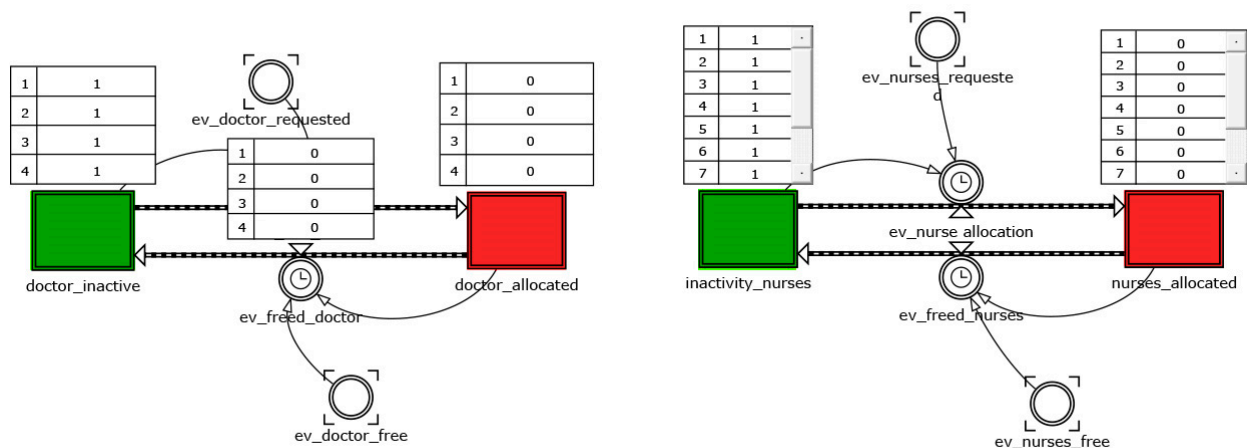 1 1
2 1
3 1
4 1
ev_doctor_requested
1 0
2 0
3 0
4 0
1 0
2 0
3 0
4 0
doctor_inactive
doctor_allocated
ev_freed_doctor
ev_doctor_free
1 1
2 1
3 1
4 1
5 1
6 1
7 1
ev_nurses_requeste
d
1 0
2 0
3 0
4 0
5 0
6 0
7 0
ev_nurse allocation
inactivity_nurses
nurses_allocated
ev_freed_nurses
ev_nurses_free